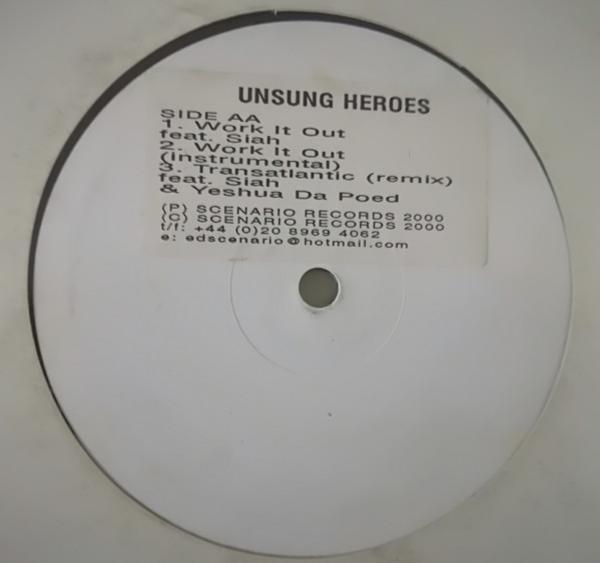 UNSUNG HEROES
SIDE AA
1. Work It Out
feat. Siah
2. Work It Out
(instrumental)
3. Transatlantic (remix)
feat. Siah
& Yeshua Da Poed
(P) SCENARIO RECORDS 2000
(C) SCENARIO RECORDS 2000
t/f: +44 (0)20 8969 4062
e: edscenario@hotmail.com